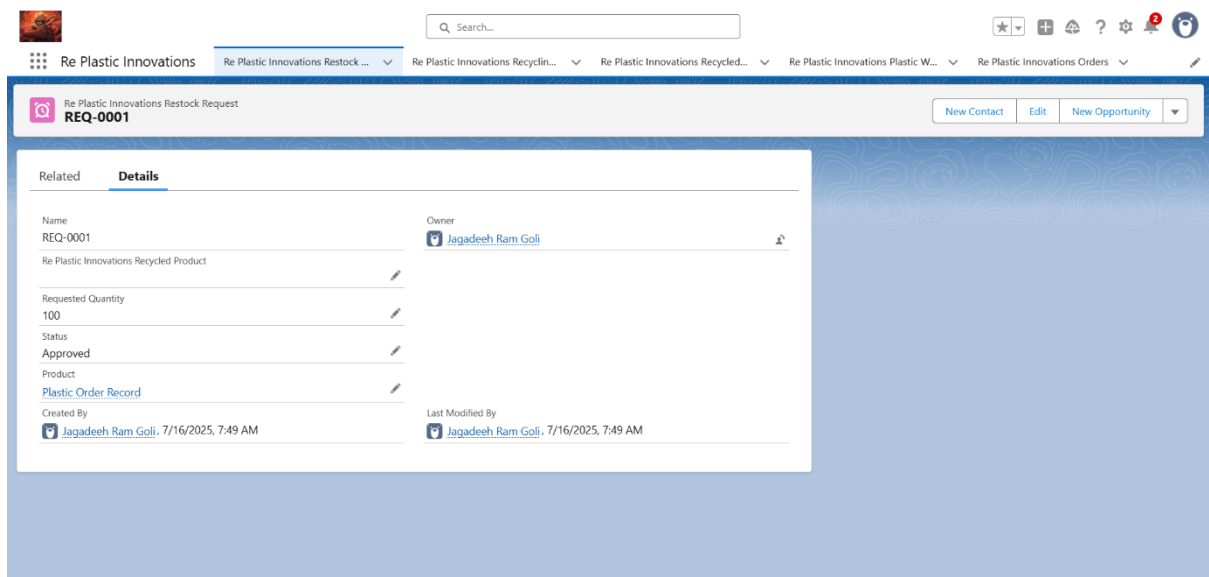 Search...
2
Re Plastic Innovations
Re Plastic Innovations Restock ...
Re Plastic Innovations Recyclin...
Re Plastic Innovations Recycled...
Re Plastic Innovations Plastic W...
Re Plastic Innovations Orders
Re Plastic Innovations Restock Request
REQ-0001
New Contact
Edit
New Opportunity
Related
Details
Name
REQ-0001
Owner
Jagadeeh Ram Goli
Re Plastic Innovations Recycled Product
Requested Quantity
100
Status
Approved
Product
Plastic Order Record
Created By
Jagadeeh Ram Goli, 7/16/2025, 7:49 AM
Last Modified By
Jagadeeh Ram Goli, 7/16/2025, 7:49 AM